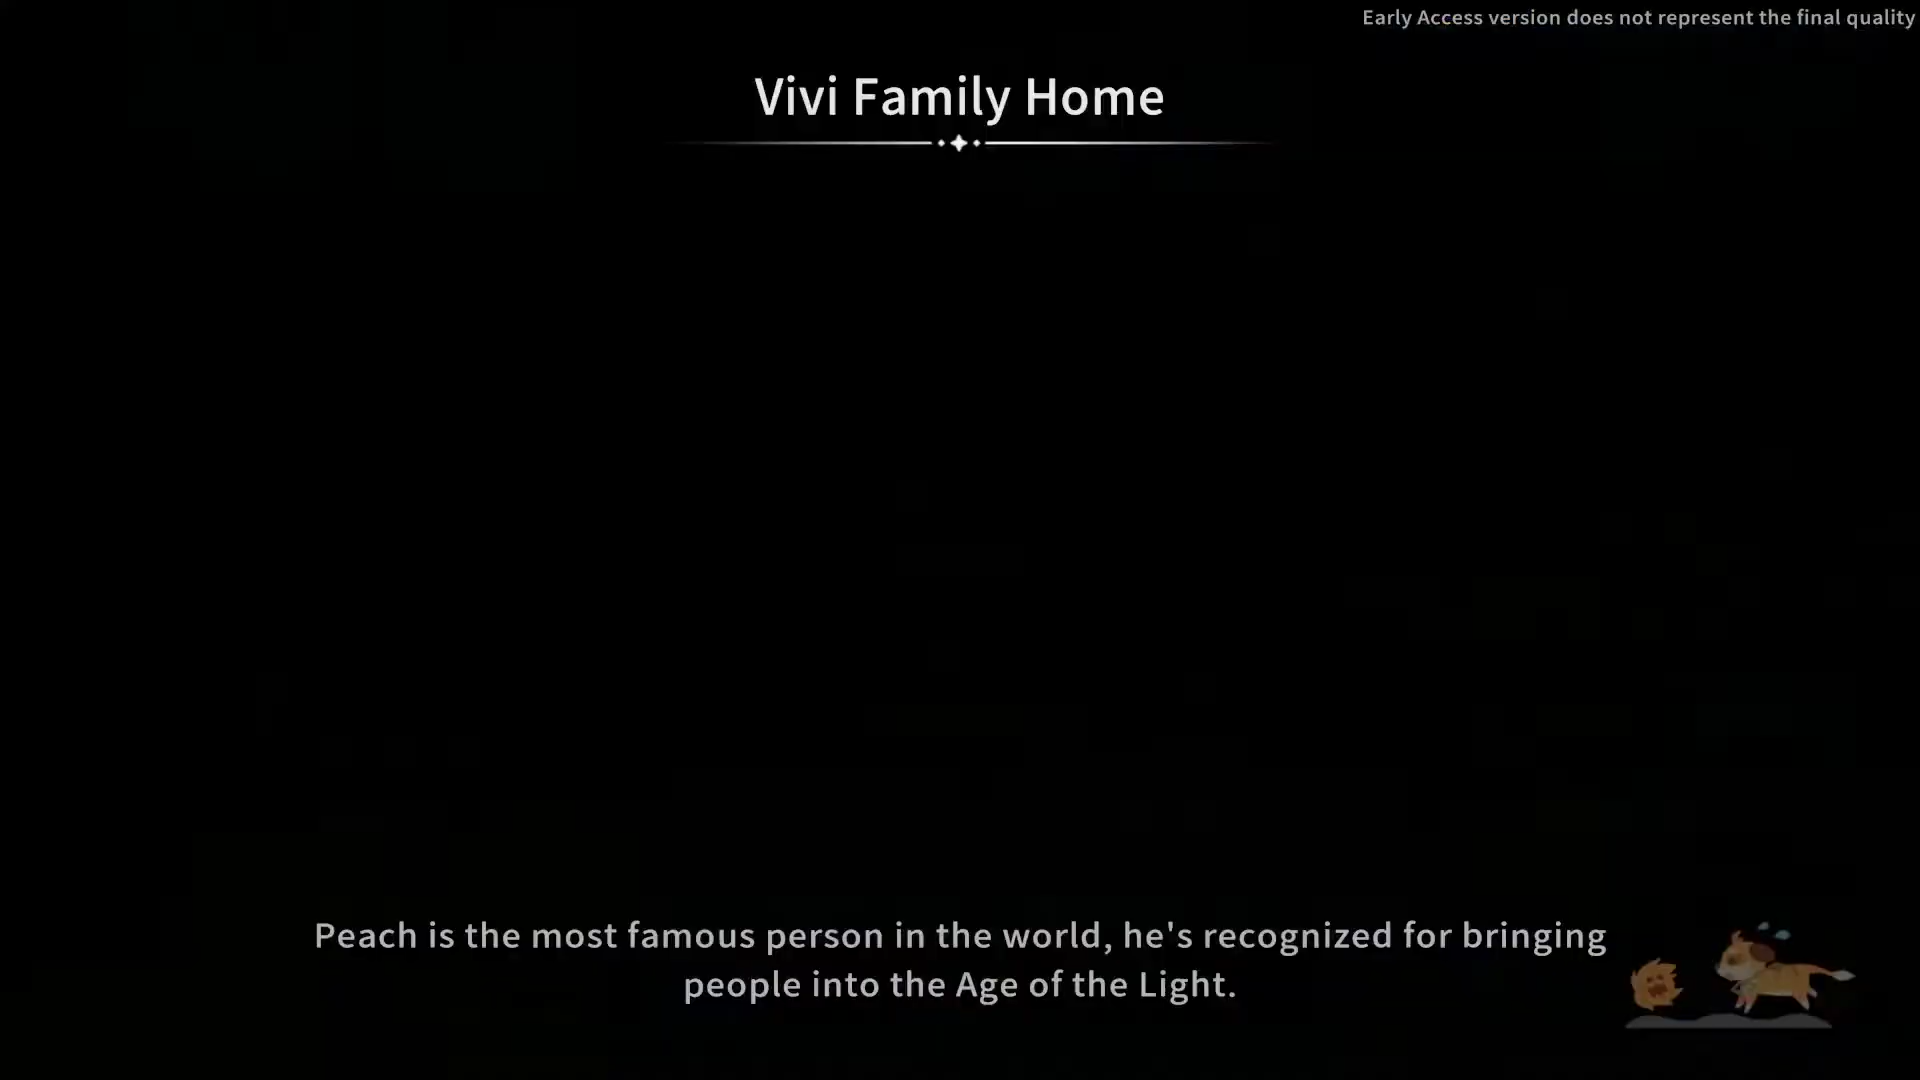 Early Access version does not represent the final quality
Vivi Family Home
Peach is the most famous person in the world, he's recognized for bringing
people into the Age of the Light.